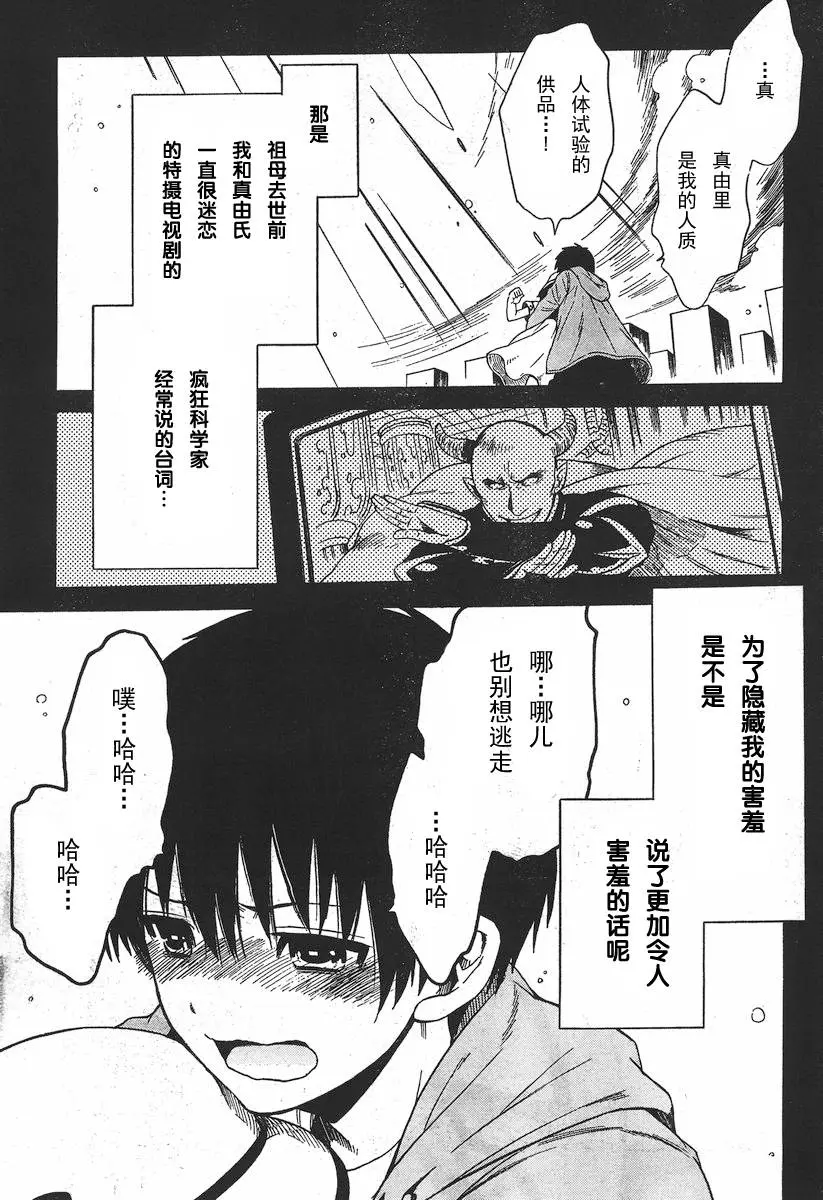 …真
真由里
是我的人质
人体试验的
供品…!
那是
祖母去世前
我和真由氏
一直很迷恋
的特摄电视剧的
疯狂科学家
经常说的台词…
为了隐藏我的害羞
是不是
说了更加令人
害羞的话呢
哪…哪儿
也别想逃走
…哈哈哈
噗…哈哈…
哈哈…